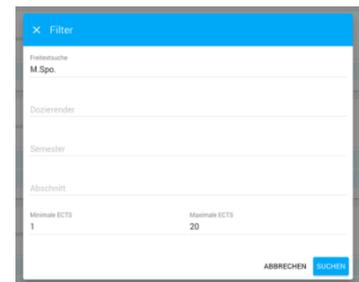 × Filter
Freitextsuche
M.Spo.
Dozierender
Semester
Abschnitt
Minimale ECTS Maximale ECTS
1 20
ABBRECHEN SUCHEN